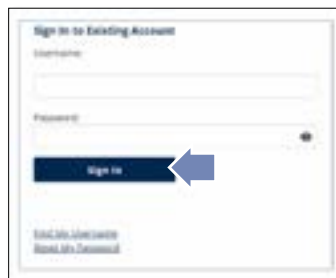 Sign In to Existing Account
Username
Password
Sign In
Find My Username
Reset My Password